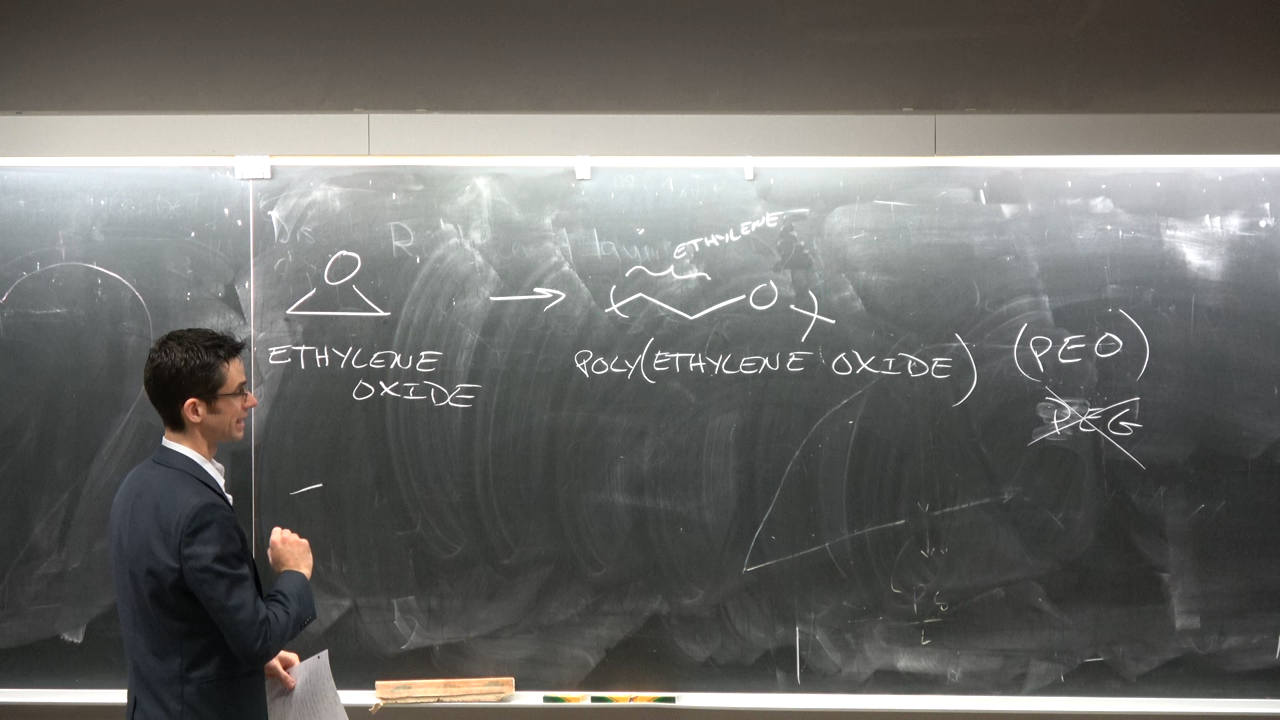 ETHYLENE
O
O
ETHYLENE
OXIDE
POLY(ETHYLENE OXIDE)
(PEO)
PEG